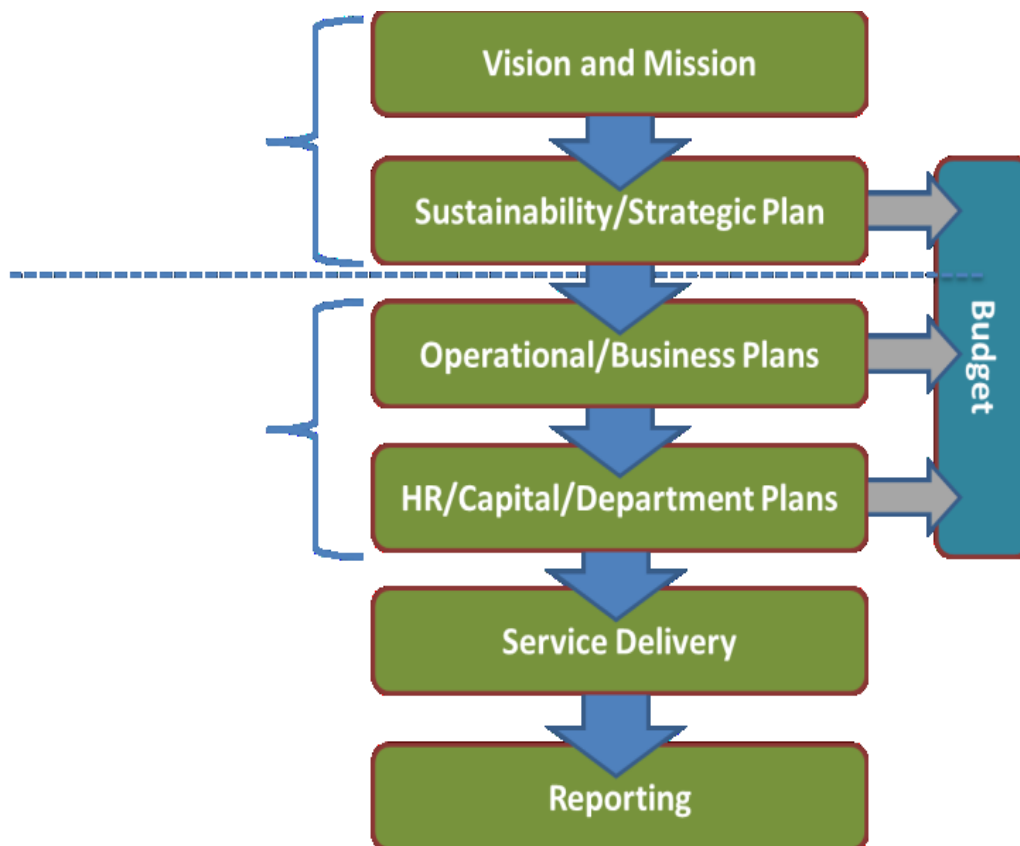 Vision and Mission
Sustainability/Strategic Plan
Operational/Business Plans
HR/Capital/Department Plans
Service Delivery
Reporting
Budget